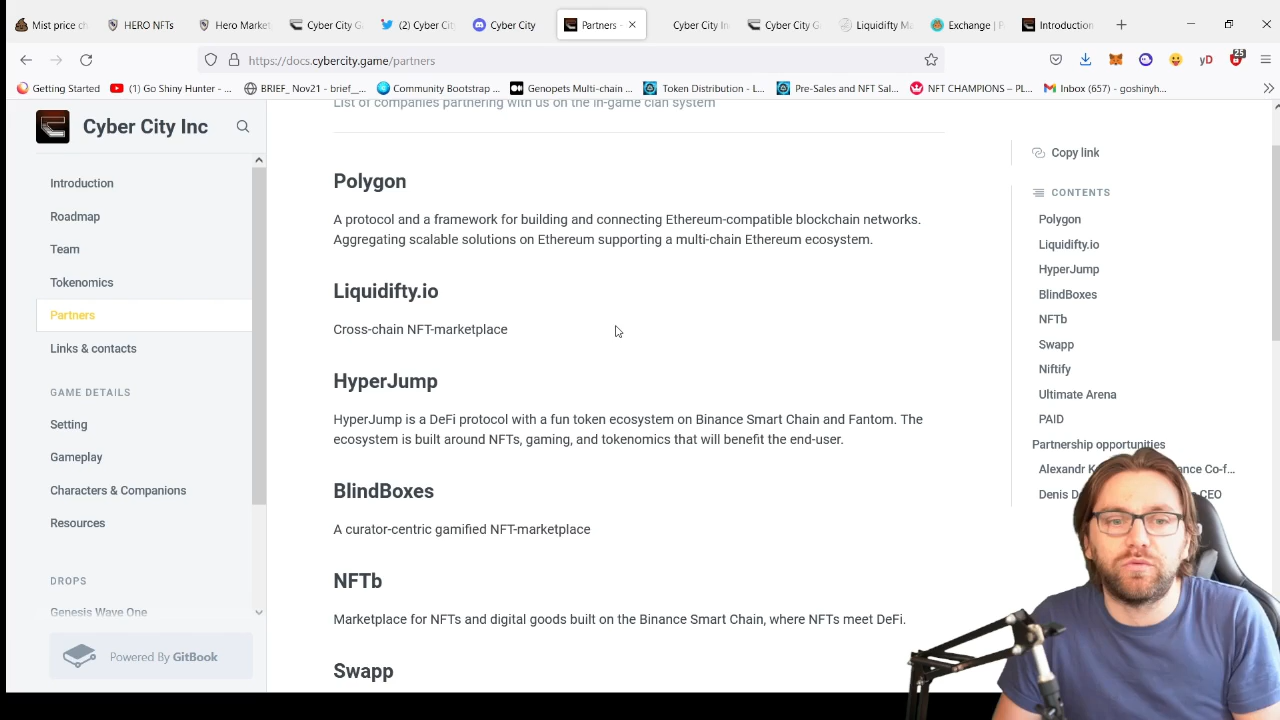 Mist price c
HERO NFTs
Hero Market
Cyber City G
(2) Cyber Cit
Cyber City
Partners -
Cyber City In
Cyber City G
Liquidifty Ma
Exchange | P
Introduction
https://docs.cybercity.game/partners
25
yD
Getting Started
(1) Go Shiny Hunter - ...
BRIEF_ Nov21 - brief_...
Community Bootstrap ...
Genopets Multi-chain ...
Token Distribution - L...
Pre-Sales and NFT Sal...
NFT CHAMPIONS – PL...
Inbox (657) - goshinyh...
Cyber City Inc
Introduction
Roadmap
Team
Tokenomics
Partners
Links & contacts
GAME DETAILS
Setting
Gameplay
Characters & Companions
Resources
DROPS
Genesis Wave One
Powered By GitBook
List of companies partnering with us on the in-game clan system
Polygon
A protocol and a framework for building and connecting Ethereum-compatible blockchain networks.
Aggregating scalable solutions on Ethereum supporting a multi-chain Ethereum ecosystem.
Liquidifty.io
Cross-chain NFT-marketplace
HyperJump
HyperJump is a DeFi protocol with a fun token ecosystem on Binance Smart Chain and Fantom. The
ecosystem is built around NFTs, gaming, and tokenomics that will benefit the end-user.
BlindBoxes
A curator-centric gamified NFT-marketplace
NFTb
Marketplace for NFTs and digital goods built on the Binance Smart Chain, where NFTs meet DeFi.
Swapp
Copy link
CONTENTS
Polygon
Liquidifty.io
HyperJump
BlindBoxes
NFTb
Swapp
Niftify
Ultimate Arena
PAID
Partnership opportunities
Alexandr K ance Co-f...
Denis D CEO